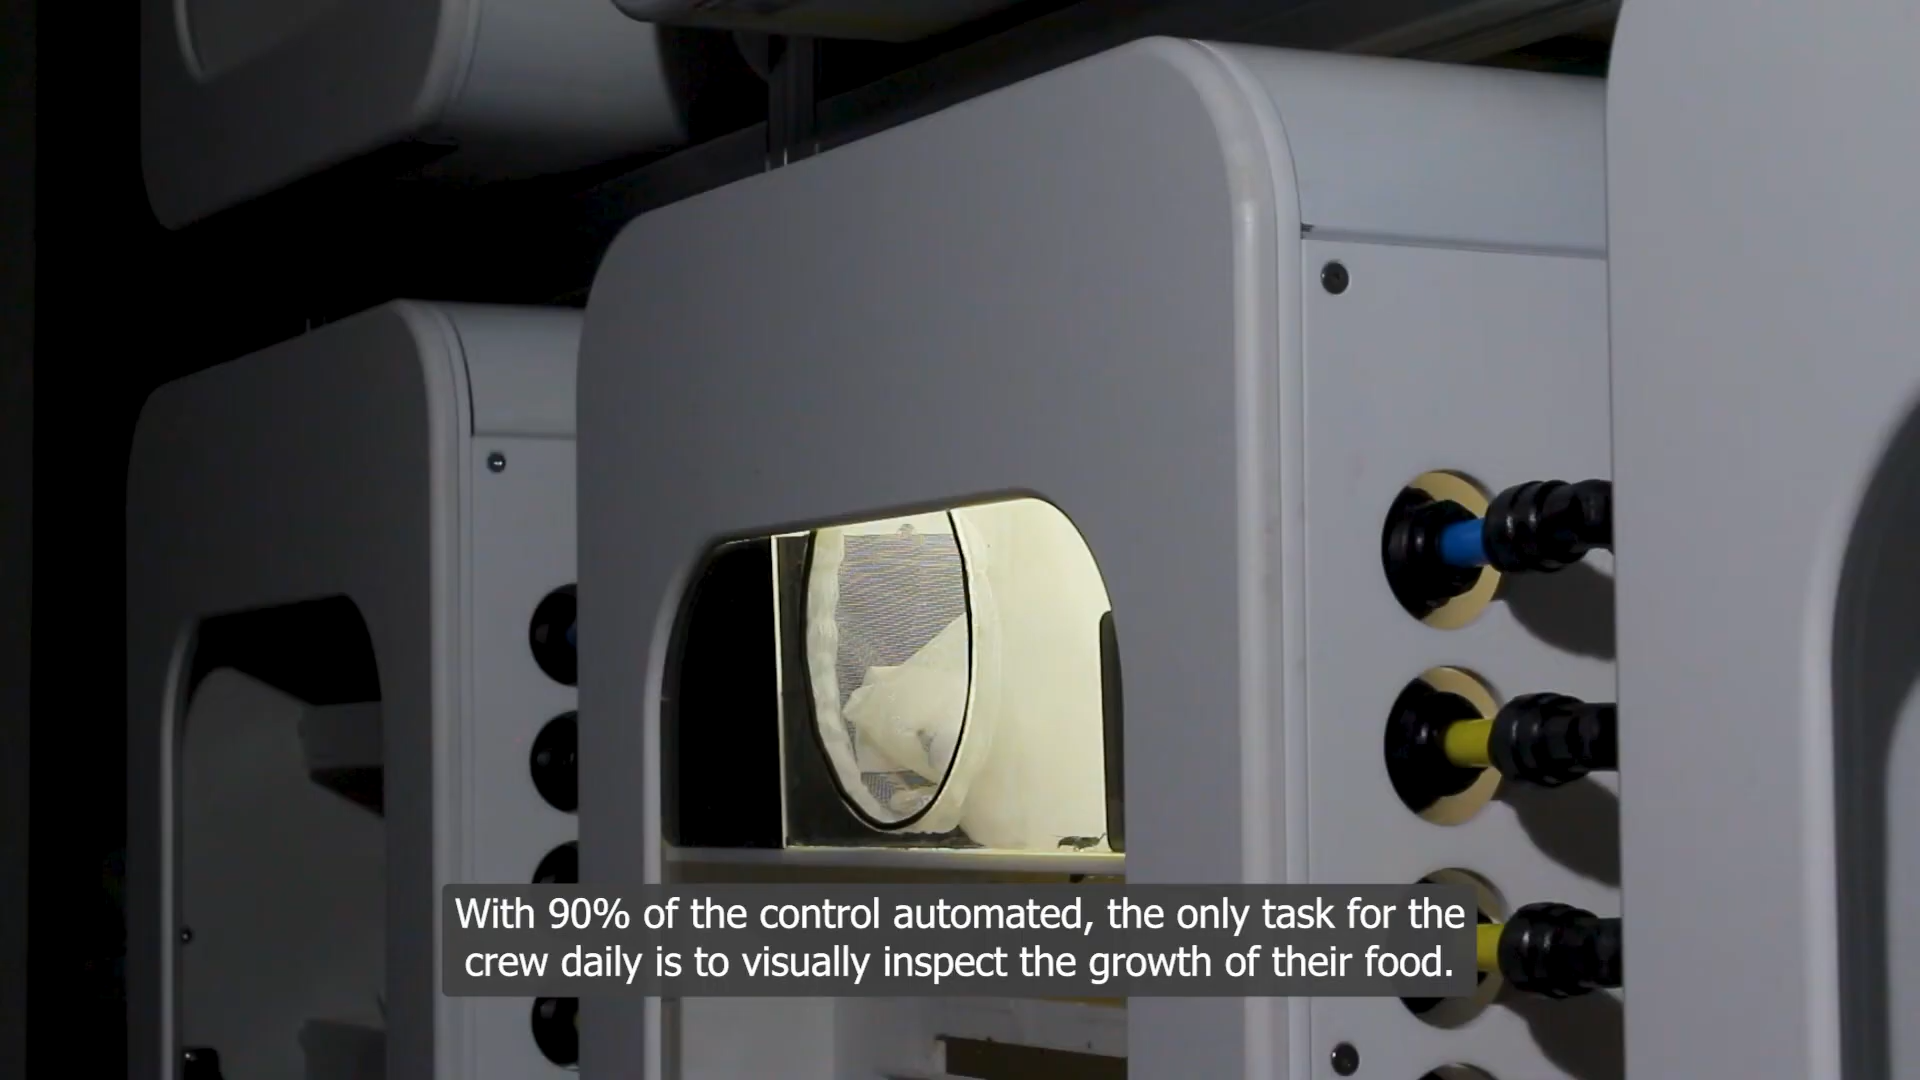 With 90% of the control automated, the only task for the
crew daily is to visually inspect the growth of their food.